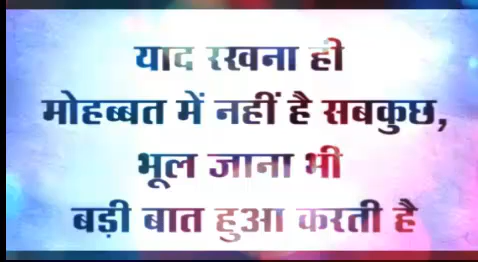 याद रखना ही
मोहब्बत में नहीं है सबकुछ,
भूल जाना भी
बड़ी बात हुआ करती है